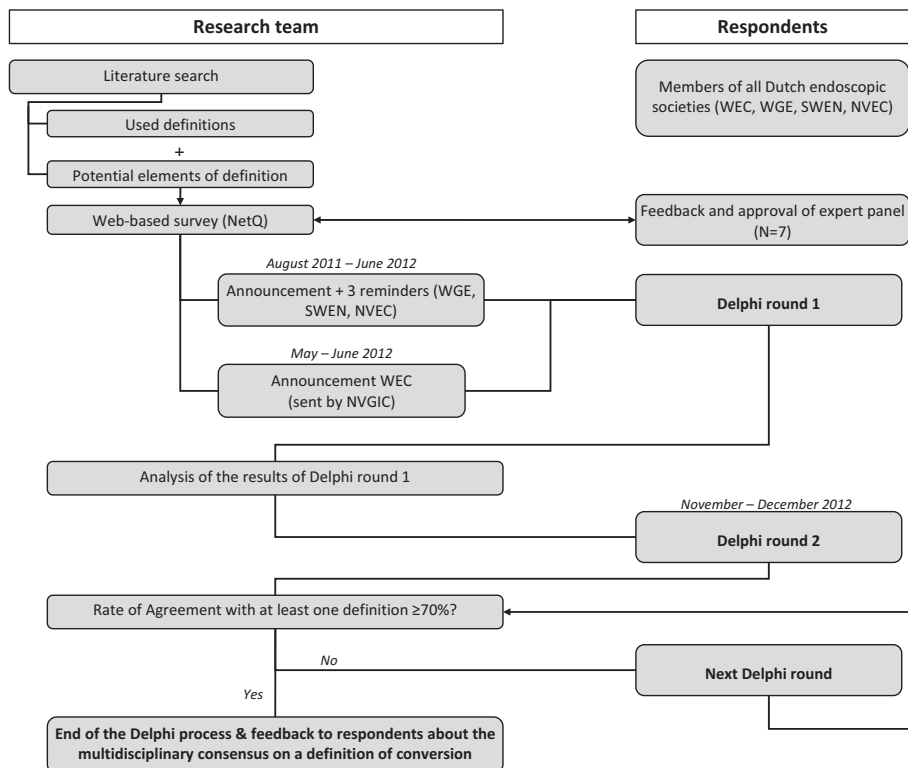 Research team
Respondents
Literature search
Members of all Dutch endoscopic
societies (WEC, WGE, SWEN, NVEC)
Used definitions
+
Potential elements of definition
Web-based survey (NetQ)
Feedback and approval of expert panel
(N=7)
August 2011 – June 2012
Announcement + 3 reminders (WGE,
SWEN, NVEC)
Delphi round 1
May – June 2012
Announcement WEC
(sent by NVGIC)
Analysis of the results of Delphi round 1
November – December 2012
Delphi round 2
Rate of Agreement with at least one definition ≥70%?
No
Next Delphi round
Yes
End of the Delphi process & feedback to respondents about the
multidisciplinary consensus on a definition of conversion